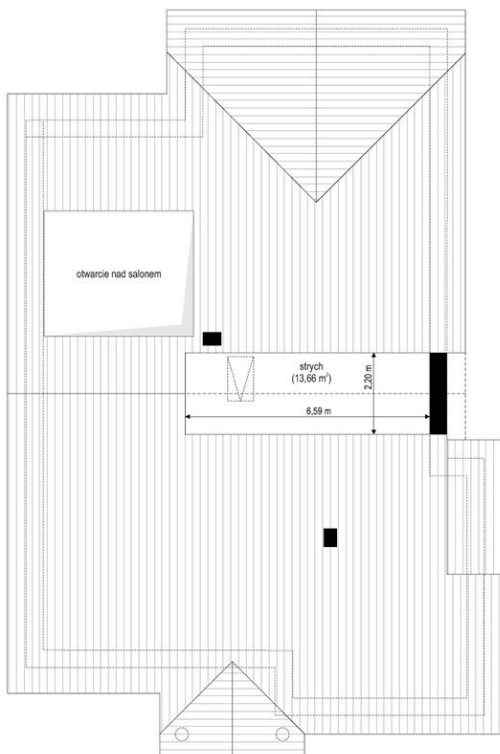 otwarcie nad salonem
strych
(13,66 m²)
2,20 m
6,59 m